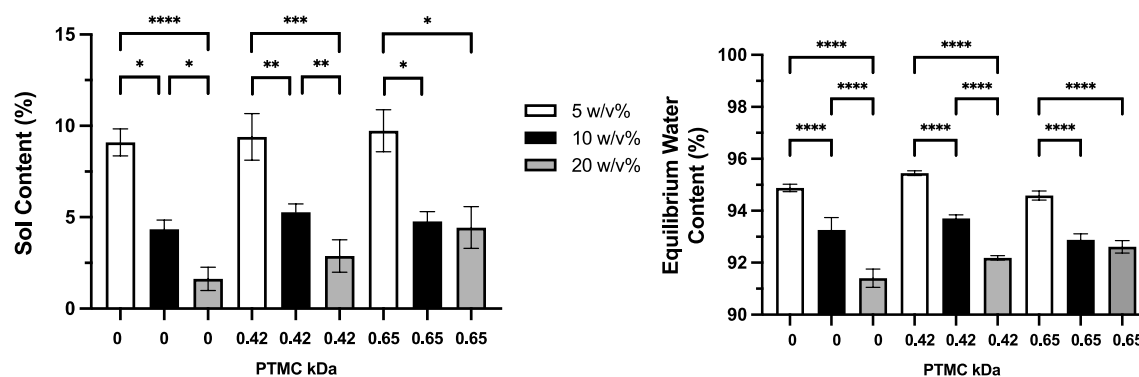 Sol Content (%)
15
10
5
0
**** *** *
* * ** ** *
0 0 0 0.42 0.42 0.42 0.65 0.65 0.65
PTMC kDa
5 w/v%
10 w/v%
20 w/v%
Equilibrium Water
Content (%)
100
98
96
94
92
90
**** ****
**** **** ****
**** **** ****
0 0 0 0.42 0.42 0.42 0.65 0.65 0.65
PTMC kDa